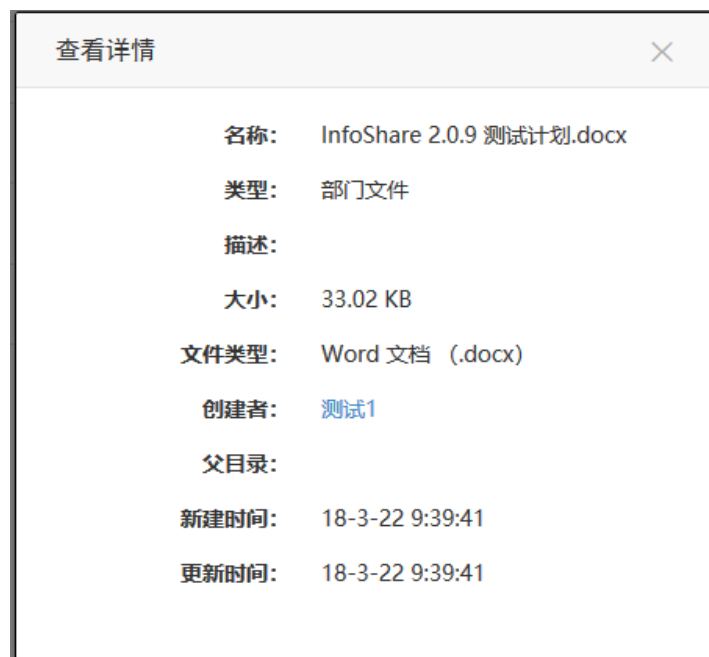 查看详情
名称： InfoShare 2.0.9 测试计划.docx
类型： 部门文件
描述：
大小： 33.02 KB
文件类型： Word 文档 （.docx）
创建者： 测试1
父目录：
新建时间： 18-3-22 9:39:41
更新时间： 18-3-22 9:39:41